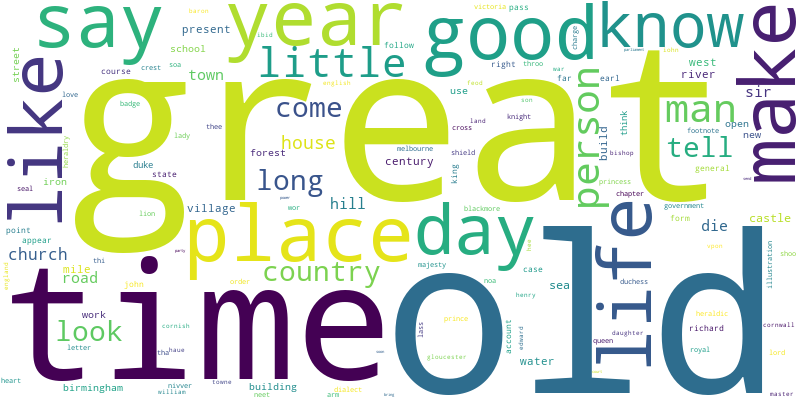 say year good know make
baron ibid victoria pass
present follow charge parliament john
school little
street crest soa english war far earl west
town right river
course food sir
like great man
love badge come use person build think open new
thee son knight
lady house cross land footnote tell
heraldry forest melbourne shield bishop
duke century king princess general
state long chapter
seal iron
lion village mor hill blackmore government
place day life form die castle
point
appear church thi majesty case sea duchess illustration
country noa shoo
mile road john order
time old
england work henry prince lass account edward heraldic richard cornwall
look cornish queen daughter
letter tha haue gloucester water royal lord
heart birmingham nivver towne building dialect
william neet arm bring master